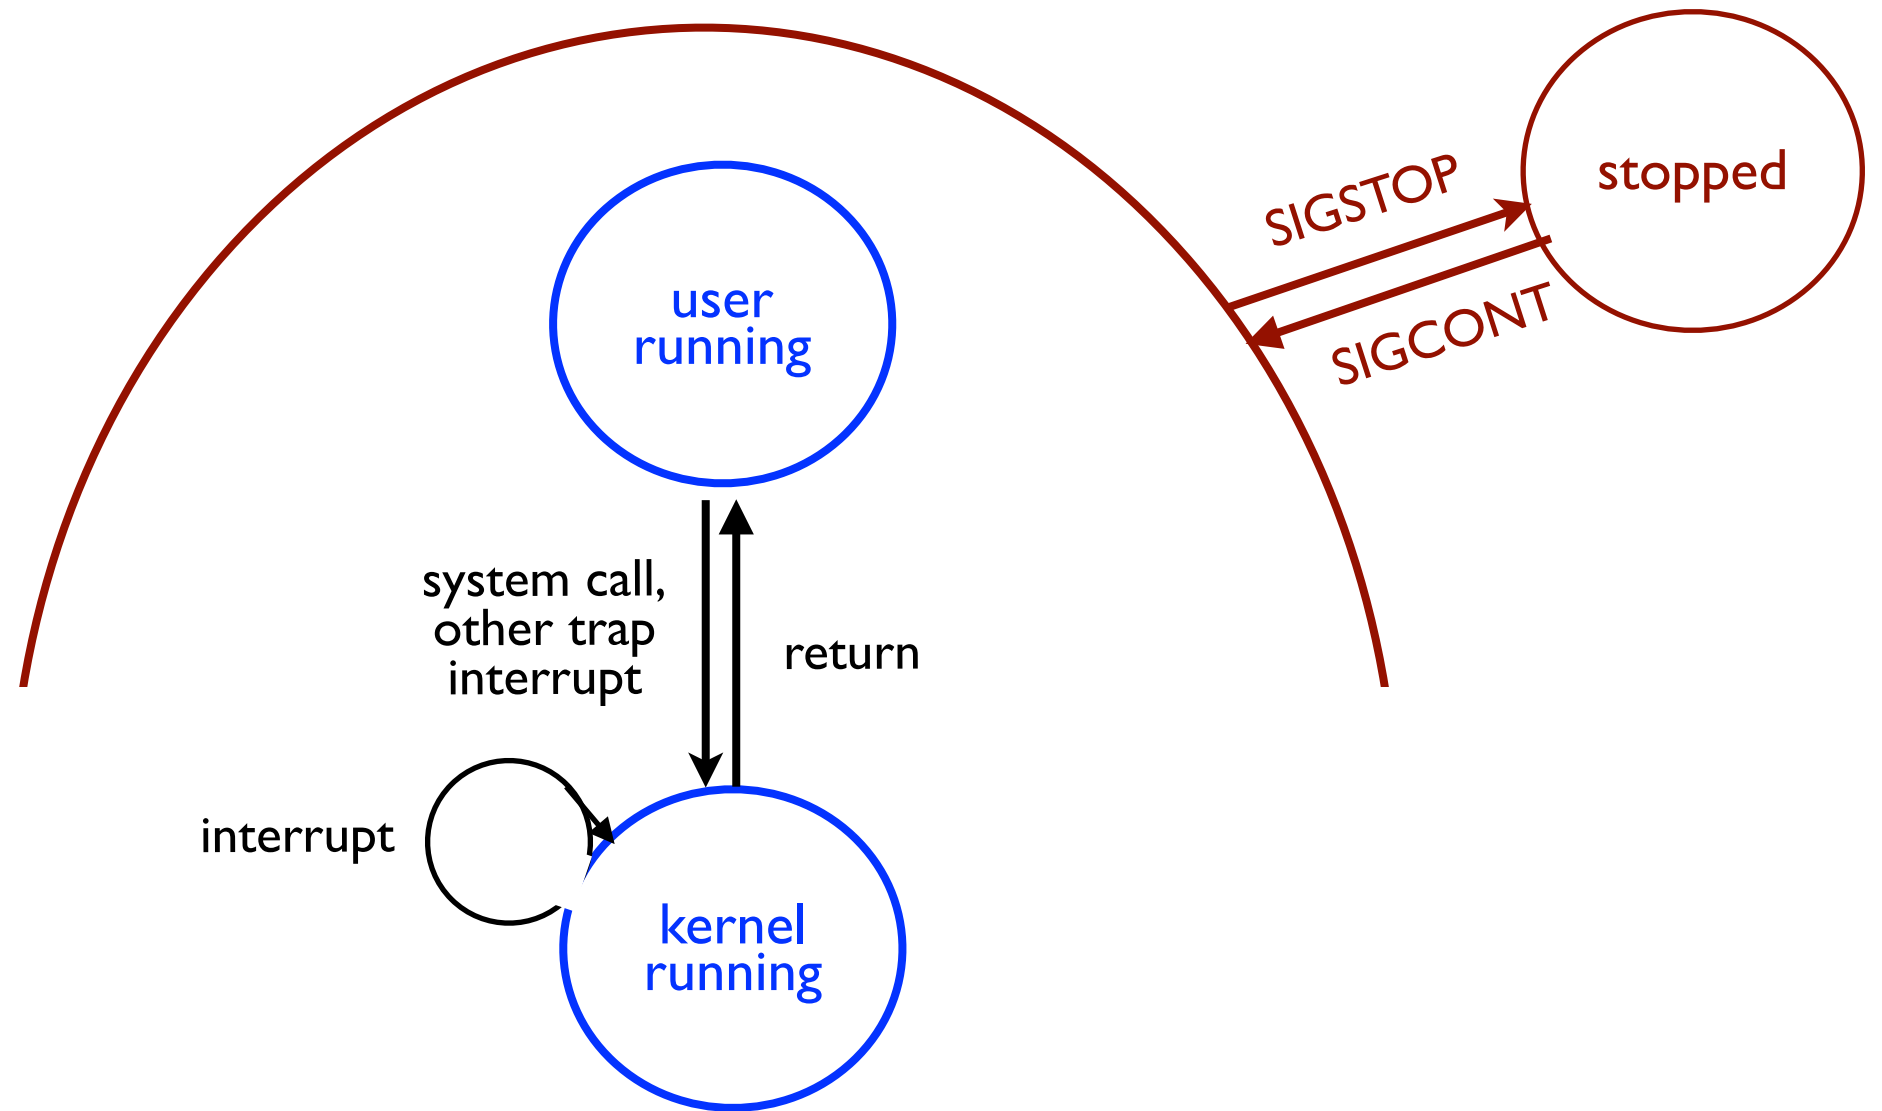 stopped
SIGSTOP
SIGCONT
user
running
system call,
other trap
interrupt
return
interrupt
kernel
running